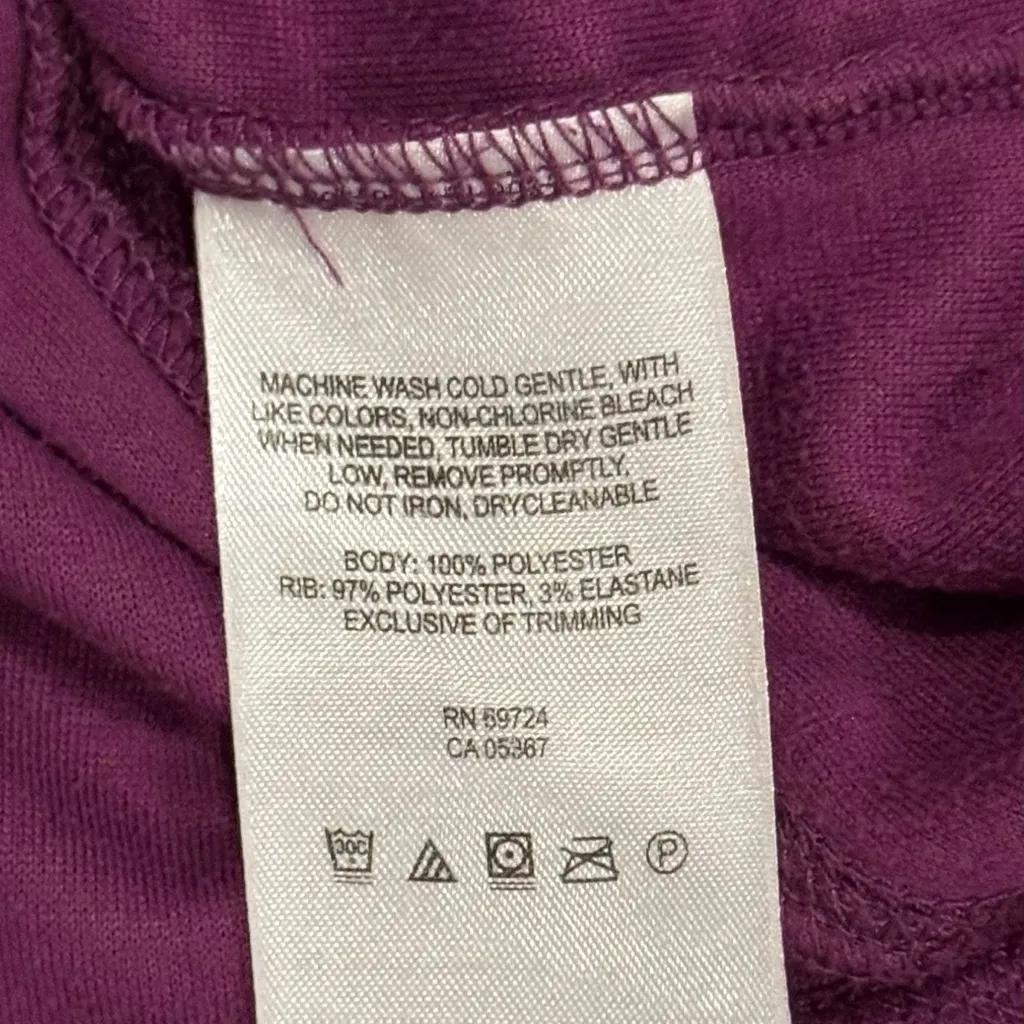 MACHINE WASH COLD GENTLE, WITH
LIKE COLORS, NON-CHLORINE BLEACH
WHEN NEEDED, TUMBLE DRY GENTLE
LOW, REMOVE PROMPTLY,
DO NOT IRON, DRYCLEANABLE
BODY: 100% POLYESTER
RIB: 97% POLYESTER, 3% ELASTANE
EXCLUSIVE OF TRIMMING
RN 69724
CA 05367
30C
P